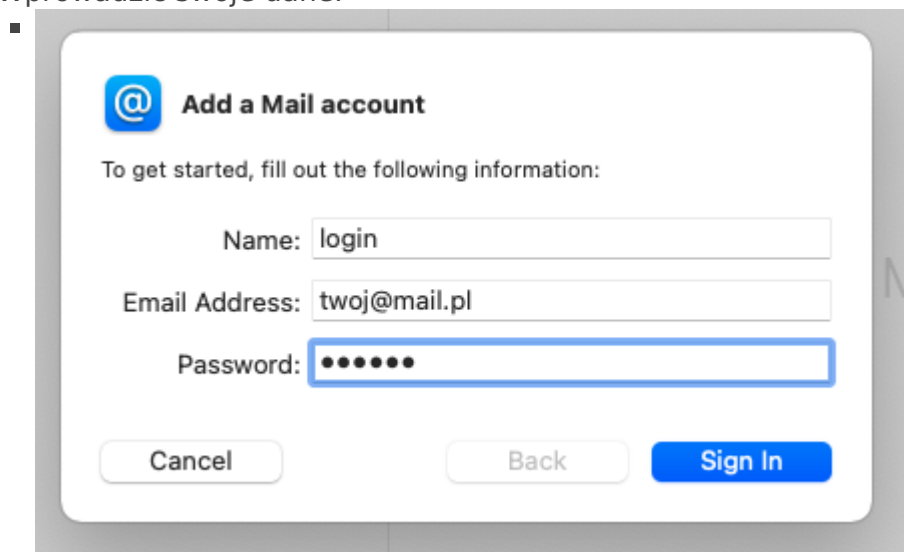 Add a Mail account
To get started, fill out the following information:
Name: login
Email Address: twoj@mail.pl
Password: ••••••
Cancel Back Sign In